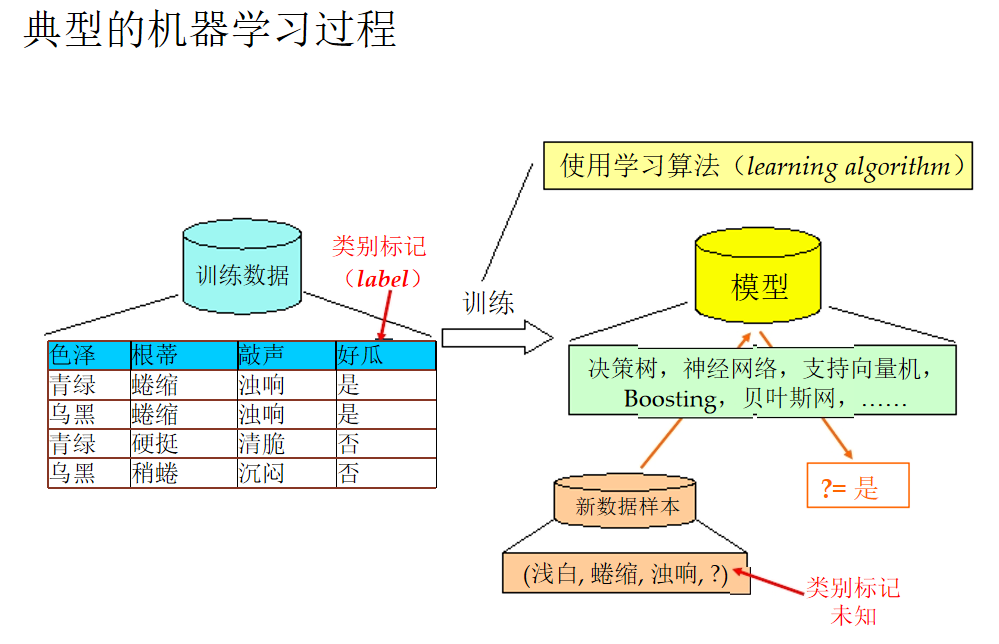 典型的机器学习过程
使用学习算法（learning algorithm）
训练数据
类别标记
（label）
训练
模型
色泽 根蒂 敲声 好瓜
青绿 蜷缩 浊响 是
乌黑 蜷缩 浊响 是
青绿 硬挺 清脆 否
乌黑 稍蜷 沉闷 否
决策树，神经网络，支持向量机，
Boosting，贝叶斯网，……
?= 是
新数据样本
(浅白, 蜷缩, 浊响, ?)
类别标记
未知